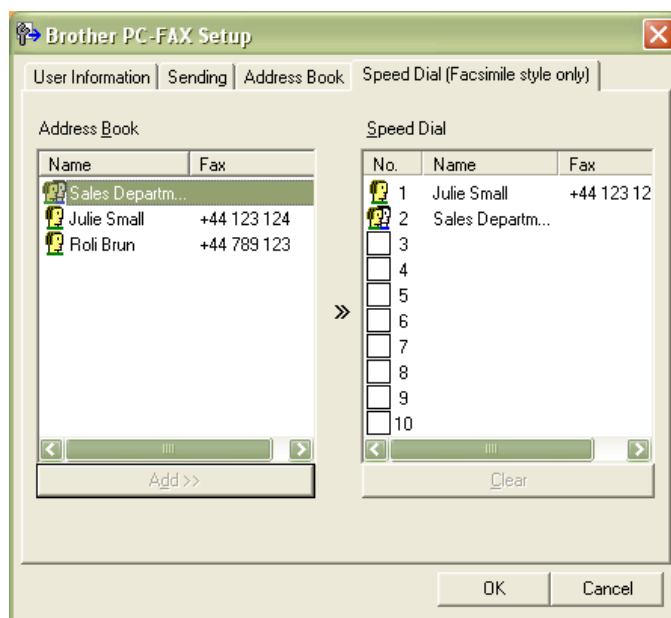 Brother PC-FAX Setup
User Information Sending Address Book Speed Dial (Facsimile style only)
Address Book
Name Fax
Sales Departm...
Julie Small +44 123 124
Roli Brun +44 789 123
Add >>
»
Speed Dial
No. Name Fax
1 Julie Small +44 123 12
2 Sales Departm...
3
4
5
6
7
8
9
10
Clear
OK Cancel